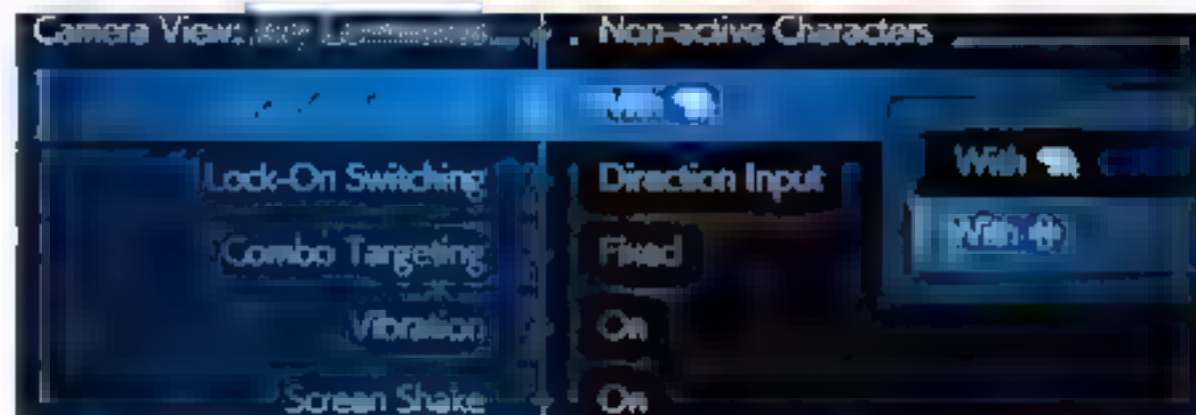 Camera View: Non-active Characters
Lock-On Switching Direction Input
With
Combo Targeting Fixed
Vibration On
Screen Shake On